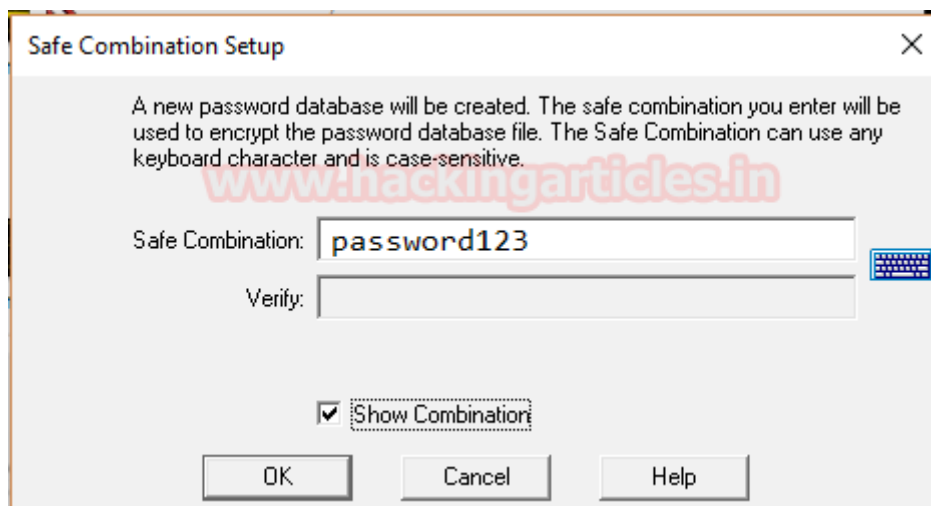 Safe Combination Setup
A new password database will be created. The safe combination you enter will be
used to encrypt the password database file. The Safe Combination can use any
keyboard character and is case-sensitive.
www.hackingarticles.in
Safe Combination: password123
Verify:
Show Combination
OK Cancel Help